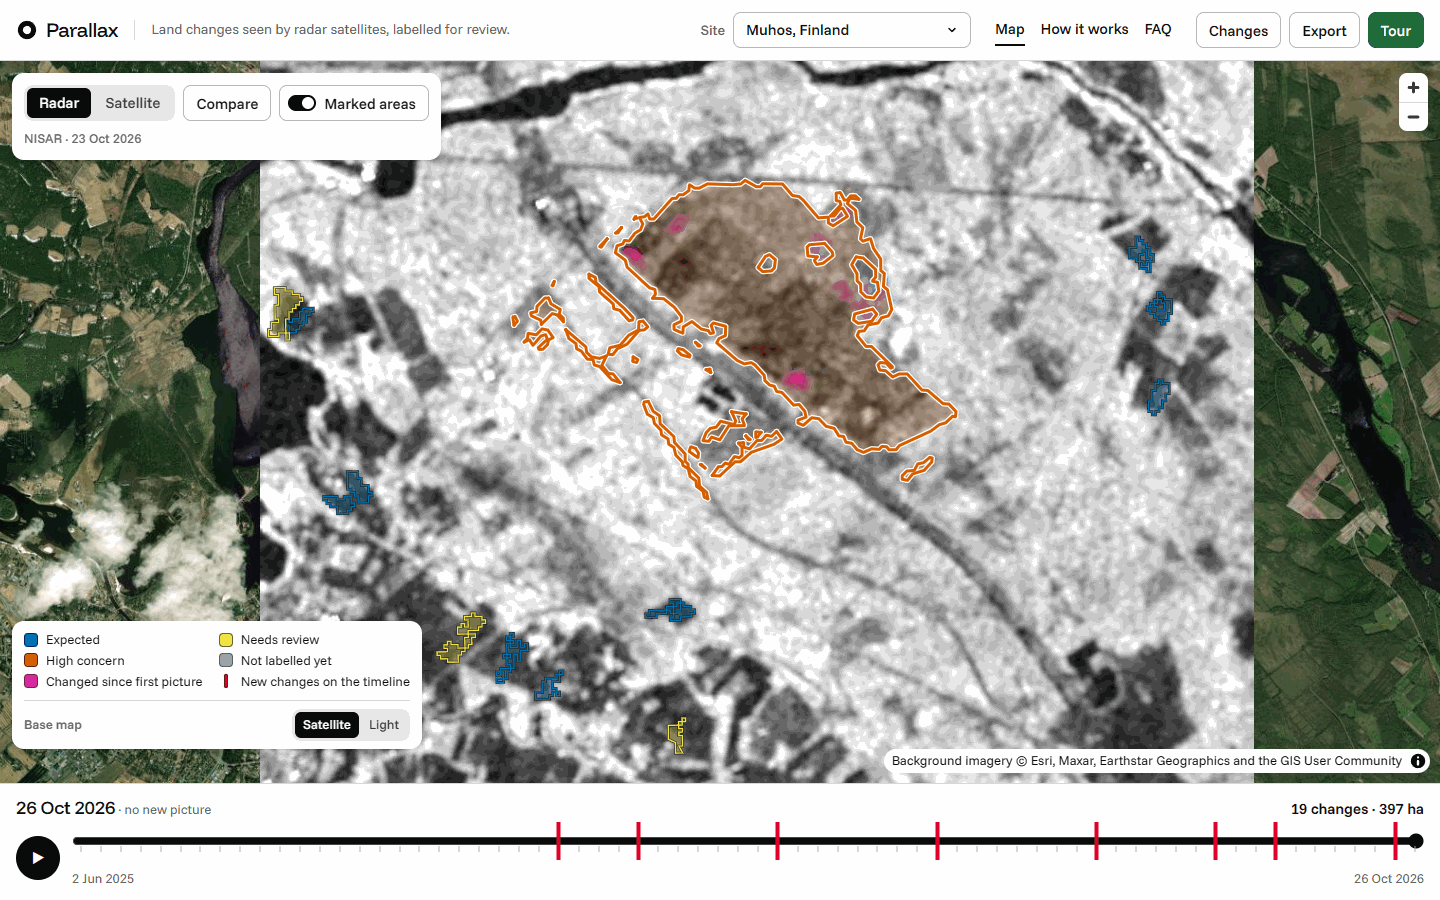 Parallax
Land changes seen by radar satellites, labelled for review.
Site
Muhos, Finland
Map
How it works
FAQ
Changes
Export
Tour
Radar
Satellite
Compare
Marked areas
NISAR · 23 Oct 2026
+
−
Expected
Needs review
High concern
Not labelled yet
Changed since first picture
New changes on the timeline
Base map
Satellite
Light
Background imagery © Esri, Maxar, Earthstar Geographics and the GIS User Community
26 Oct 2026 · no new picture
19 changes · 397 ha
2 Jun 2025
26 Oct 2026